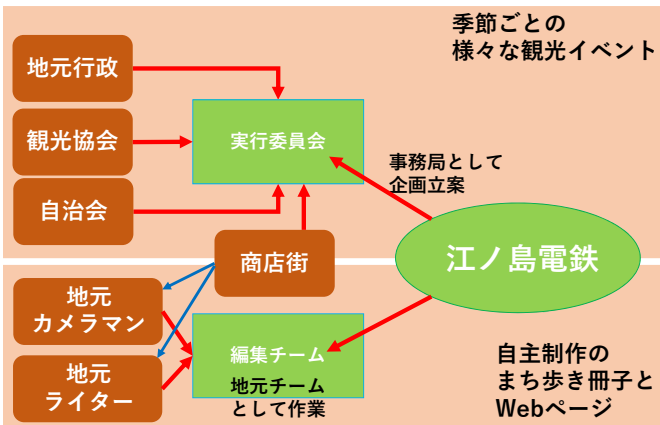 季節ごとの
様々な観光イベント
地元行政
観光協会
自治会
実行委員会
事務局として
企画立案
商店街
江ノ島電鉄
地元
カメラマン
地元
ライター
編集チーム
地元チーム
として作業
自主制作の
まち歩き冊子と
Webページ